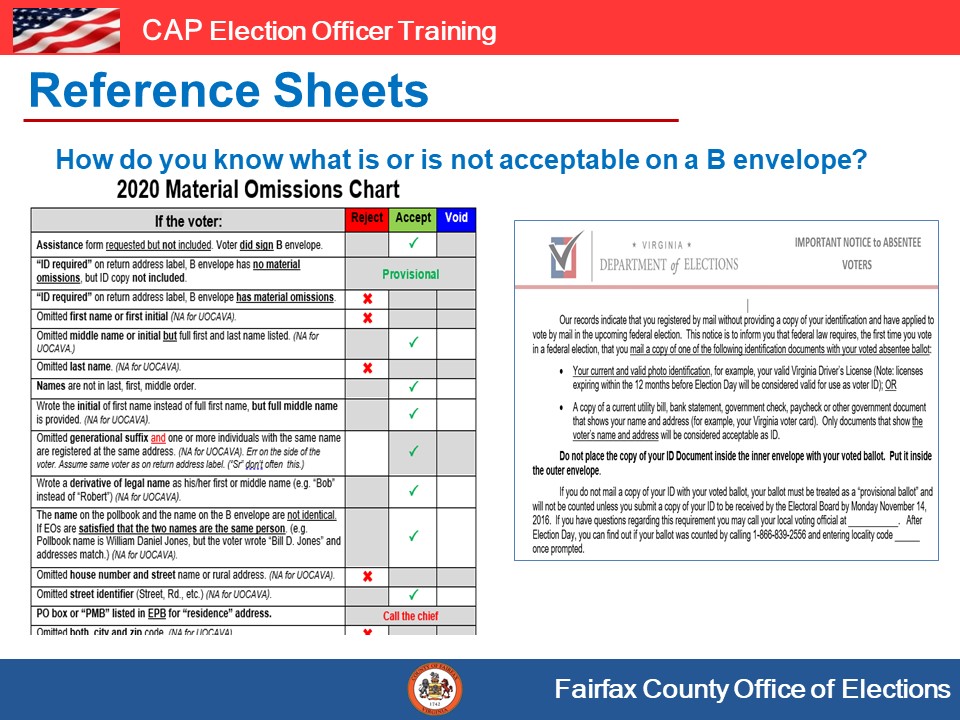 CAP Election Officer Training
Reference Sheets
How do you know what is or is not acceptable on a B envelope?
2020 Material Omissions Chart
If the voter: Reject Accept Void
Assistance form requested but not included. Voter did sign B envelope. ✓
“ID required” on return address label, B envelope has no material
omissions, but ID copy not included. Provisional
“ID required” on return address label, B envelope has material omissions. ✘
Omitted first name or first initial (NA for UOCAVA). ✘
Omitted middle name or initial but full first and last name listed. (NA for
UOCAVA.) ✓
Omitted last name. (NA for UOCAVA). ✘
Names are not in last, first, middle order. ✓
Wrote the initial of first name instead of full first name, but full middle name
is provided. (NA for UOCAVA). ✓
Omitted generational suffix and one or more individuals with the same name
are registered at the same address. (NA for UOCAVA). Err on the side of the
voter. Assume same voter as on return address label. (“Sr” don’t often this.) ✓
Wrote a derivative of legal name as his/her first or middle name (e.g. “Bob”
instead of “Robert”) (NA for UOCAVA). ✓
The name on the pollbook and the name on the B envelope are not identical.
If EOs are satisfied that the two names are the same person. (e.g.
Pollbook name is William Daniel Jones, but the voter wrote “Bill D. Jones” and
addresses match.) (NA for UOCAVA). ✓
Omitted house number and street name or rural address. (NA for UOCAVA). ✘
Omitted street identifier (Street, Rd., etc.) (NA for UOCAVA). ✓
PO box or “PMB” listed in EPB for “residence” address. Call the chief
Omitted both, city and zip code. (NA for UOCAVA) ✘
★ VIRGINIA ★
DEPARTMENT of ELECTIONS
IMPORTANT NOTICE to ABSENTEE
VOTERS
Our records indicate that you registered by mail without providing a copy of your identification and have applied to
vote by mail in the upcoming federal election. This notice is to inform you that federal law requires, the first time you vote
in a federal election, that you mail a copy of one of the following identification documents with your voted absentee ballot:
• Your current and valid photo identification, for example, your valid Virginia Driver’s License (Note: licenses
expiring within the 12 months before Election Day will be considered valid for use as voter ID); OR
• A copy of a current utility bill, bank statement, government check, paycheck or other government document
that shows your name and address (for example, your Virginia voter card). Only documents that show the
voter’s name and address will be considered acceptable as ID.
Do not place the copy of your ID Document inside the inner envelope with your voted ballot. Put it inside
the outer envelope.
If you do not mail a copy of your ID with your voted ballot, your ballot must be treated as a “provisional ballot” and
will not be counted unless you submit a copy of your ID to be received by the Electoral Board by Monday November 14,
2016. If you have questions regarding this requirement you may call your local voting official at ___________. After
Election Day, you can find out if your ballot was counted by calling 1-866-839-2556 and entering locality code _____
once prompted.
Fairfax County Office of Elections